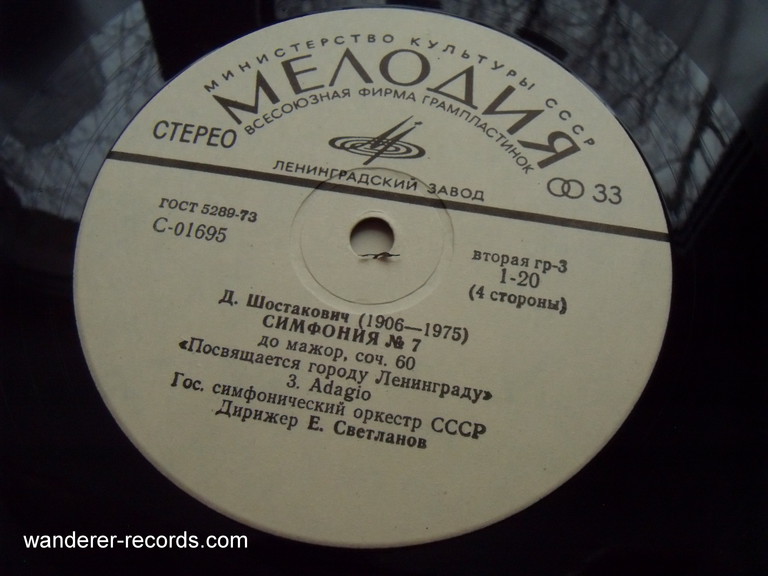 МИНИСТЕРСТВО КУЛЬТУРЫ СССР
МЕЛОДИЯ
ВСЕСОЮЗНАЯ ФИРМА ГРАМПЛАСТИНОК
СТЕРЕО
ЛЕНИНГРАДСКИЙ ЗАВОД
33
ГОСТ 5289-73
С-01695
вторая гр-3
1-20
(4 стороны)
Д. Шостакович (1906—1975)
СИМФОНИЯ № 7
до мажор, соч. 60
«Посвящается городу Ленинграду»
3. Adagio
Гос. симфонический оркестр СССР
Дирижер Е. Светланов
wanderer-records.com